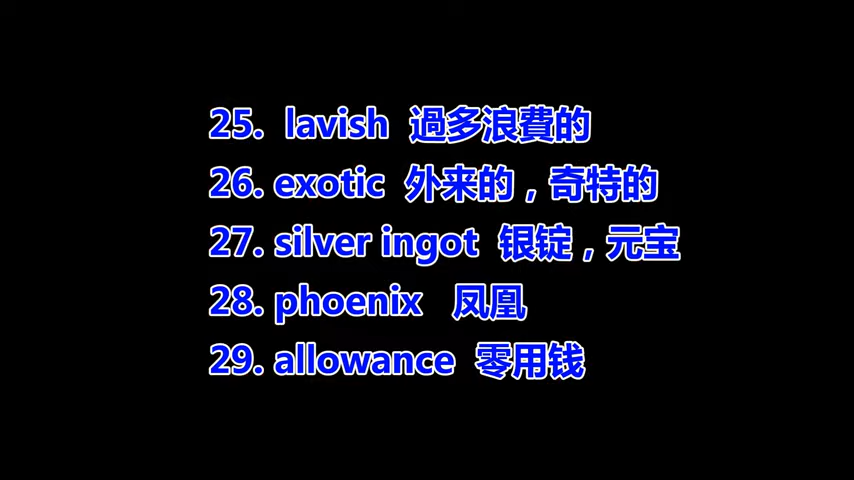 25. lavish 過多浪費的
26. exotic 外来的，奇特的
27. silver ingot 银锭，元宝
28. phoenix 凤凰
29. allowance 零用钱